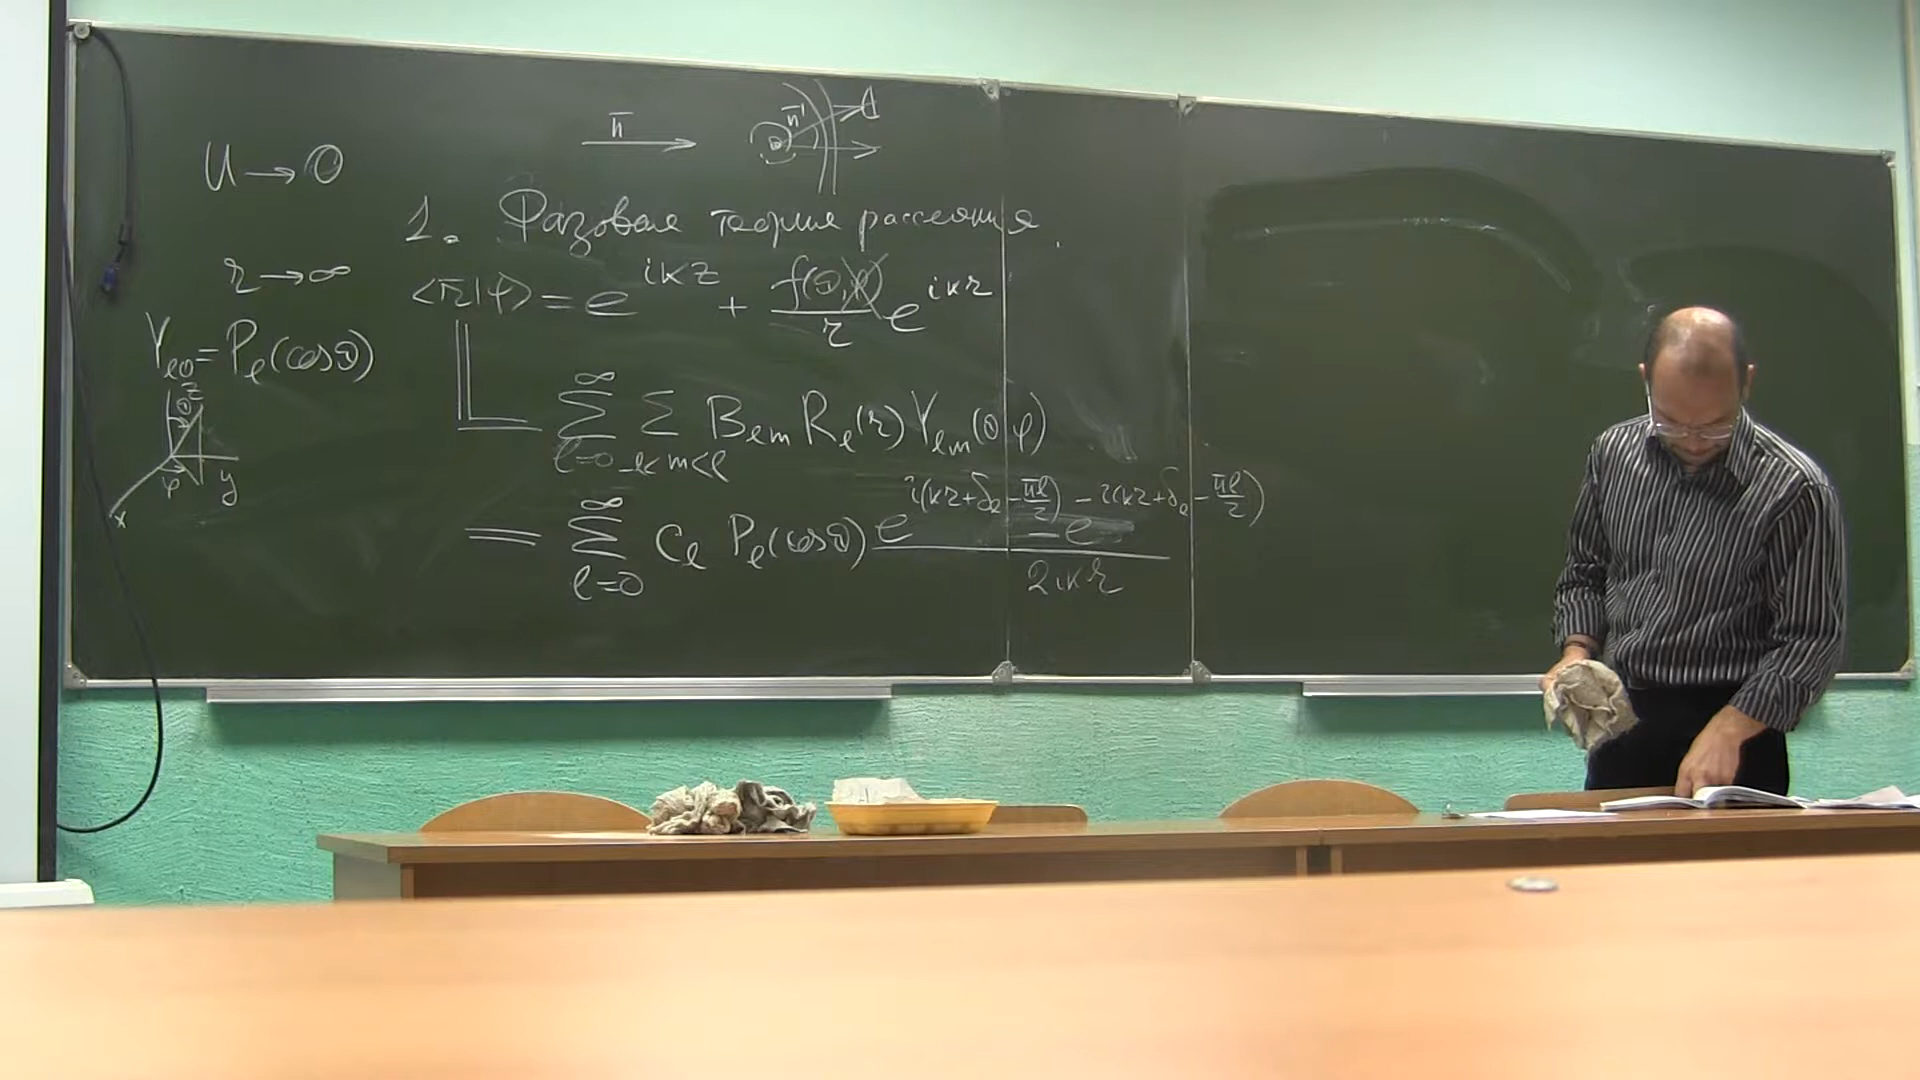 n̄
n̄'
U → 0
1. Фазовая теория рассеяния.
r → ∞
<r̄|φ> = e^{ikz} + f(θ,φ)/r e^{ikr}
Y_{l0} = P_l(cosθ)
∞ Σ l=0 Σ -l<m<l B_{lm} R_l(r) Y_{lm}(θ,φ)
z
θ
φ
y
x
= ∞ Σ l=0 C_l P_l(cosθ) (e^{i(kr+δ_l-πl/2)} - e^{-i(kr+δ_l-πl/2)})/2ikr